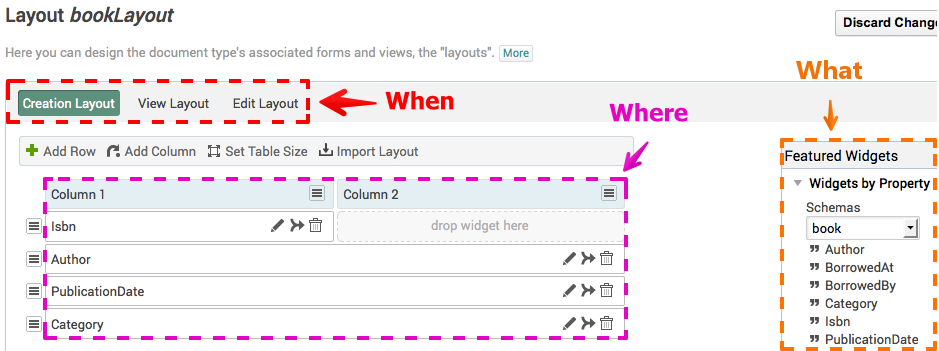 Layout bookLayout
Discard Change
Here you can design the document type's associated forms and views, the "layouts". More
What
Creation Layout View Layout Edit Layout
When
Where
Add Row Add Column Set Table Size Import Layout
Featured Widgets
Column 1 Column 2
Widgets by Property
Isbn drop widget here
Schemas
book
Author
Author
BorrowedAt
PublicationDate
BorrowedBy
Category
Category
Isbn
PublicationDate